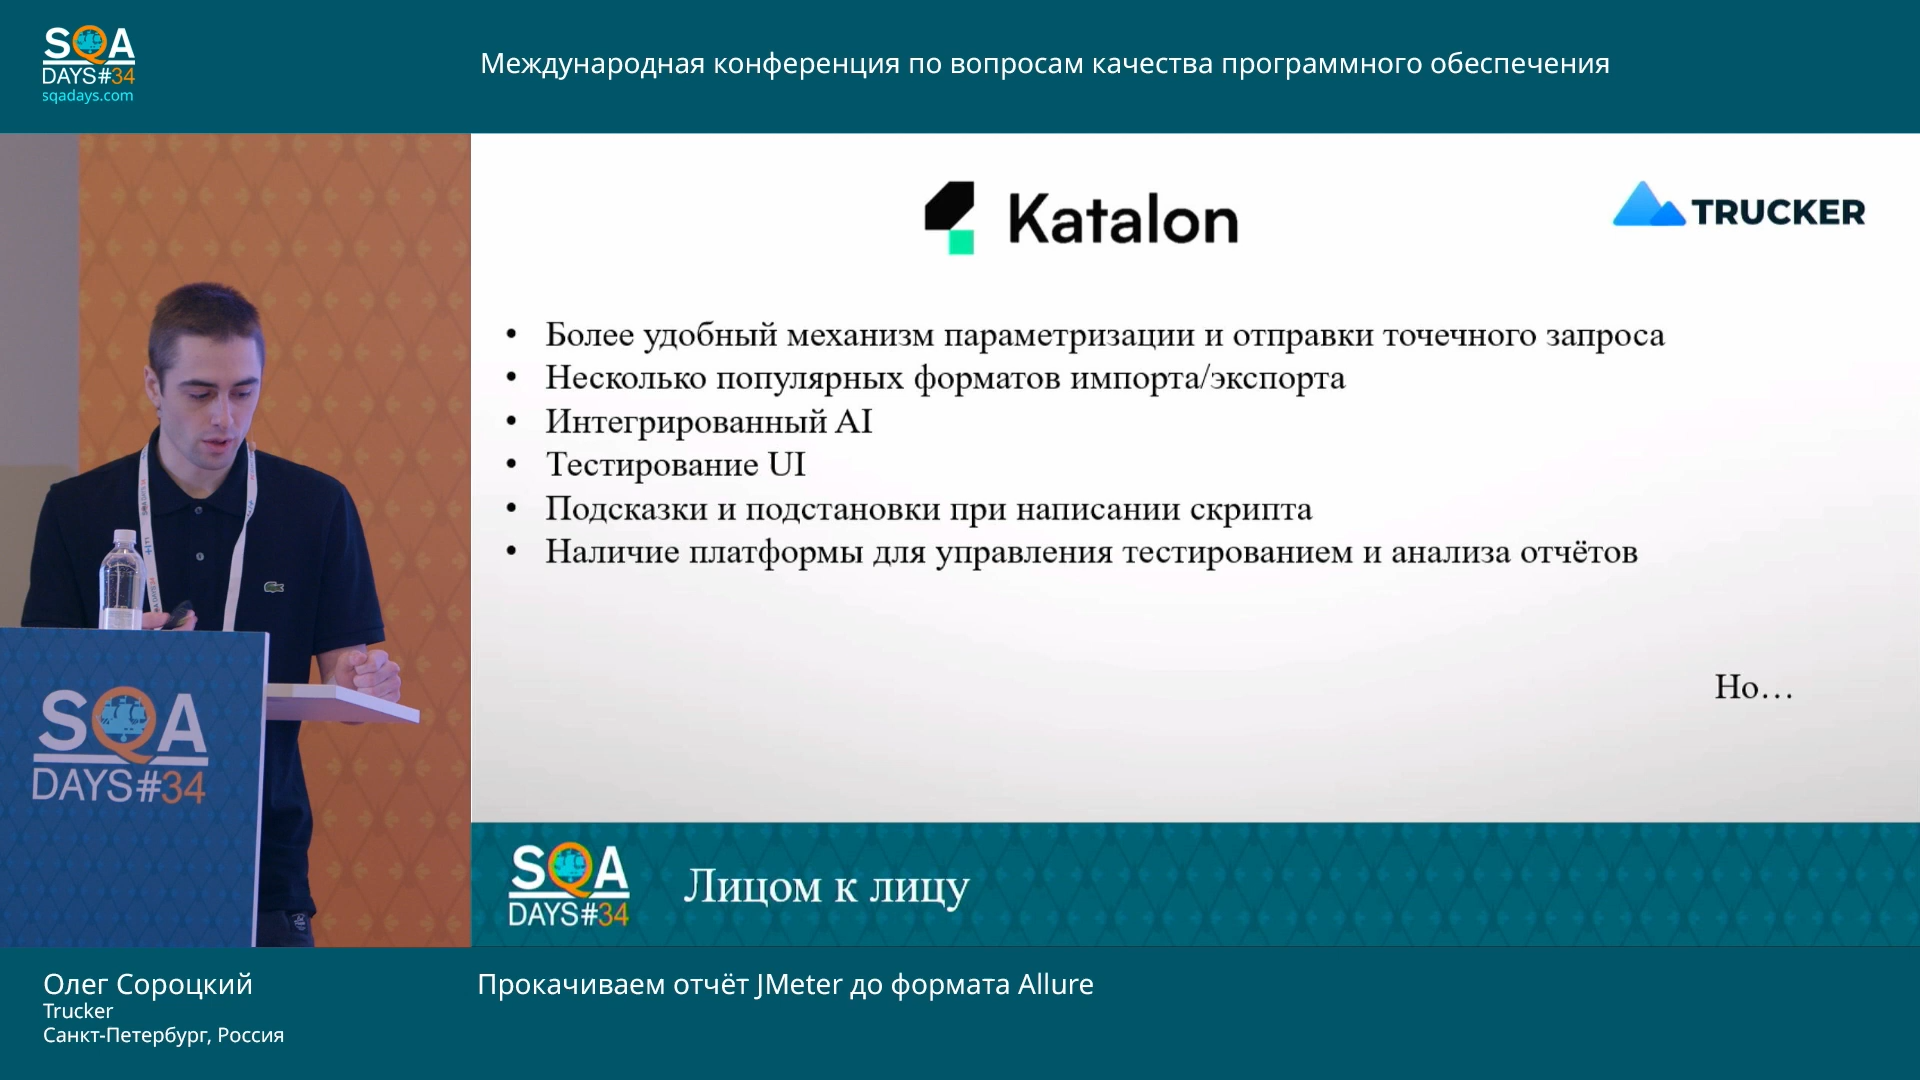 SQA
DAYS#34
sqadays.com
Международная конференция по вопросам качества программного обеспечения
Katalon
TRUCKER
• Более удобный механизм параметризации и отправки точечного запроса
• Несколько популярных форматов импорта/экспорта
• Интегрированный AI
• Тестирование UI
• Подсказки и подстановки при написании скрипта
• Наличие платформы для управления тестированием и анализа отчётов
Но…
SQA
DAYS#34
SQA
DAYS#34
Лицом к лицу
Олег Сороцкий
Trucker
Санкт-Петербург, Россия
Прокачиваем отчёт JMeter до формата Allure